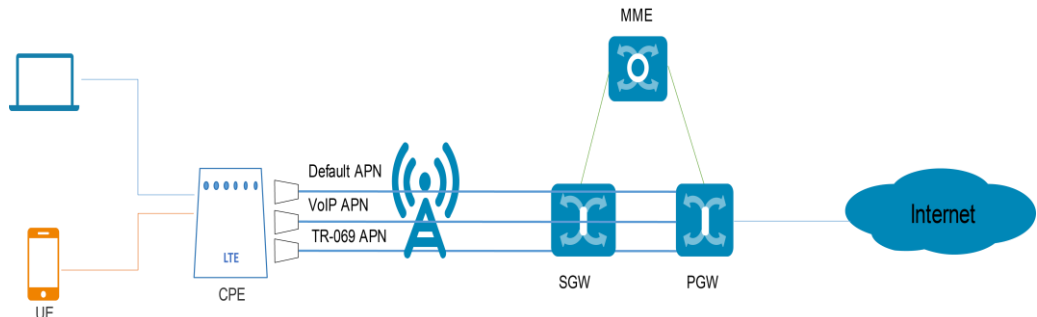 MME
Default APN
VoIP APN
TR-069 APN
LTE
CPE
UE
SGW
PGW
Internet